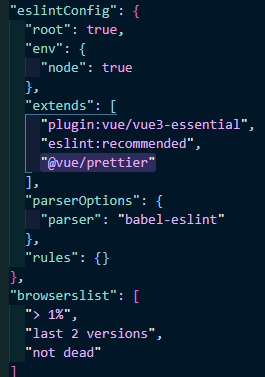 "eslintConfig": {
"root": true,
"env": {
"node": true
},
"extends": [
"plugin:vue/vue3-essential",
"eslint:recommended",
"@vue/prettier"
],
"parserOptions": {
"parser": "babel-eslint"
},
"rules": {}
},
"browserslist": [
"> 1%",
"last 2 versions",
"not dead"
]